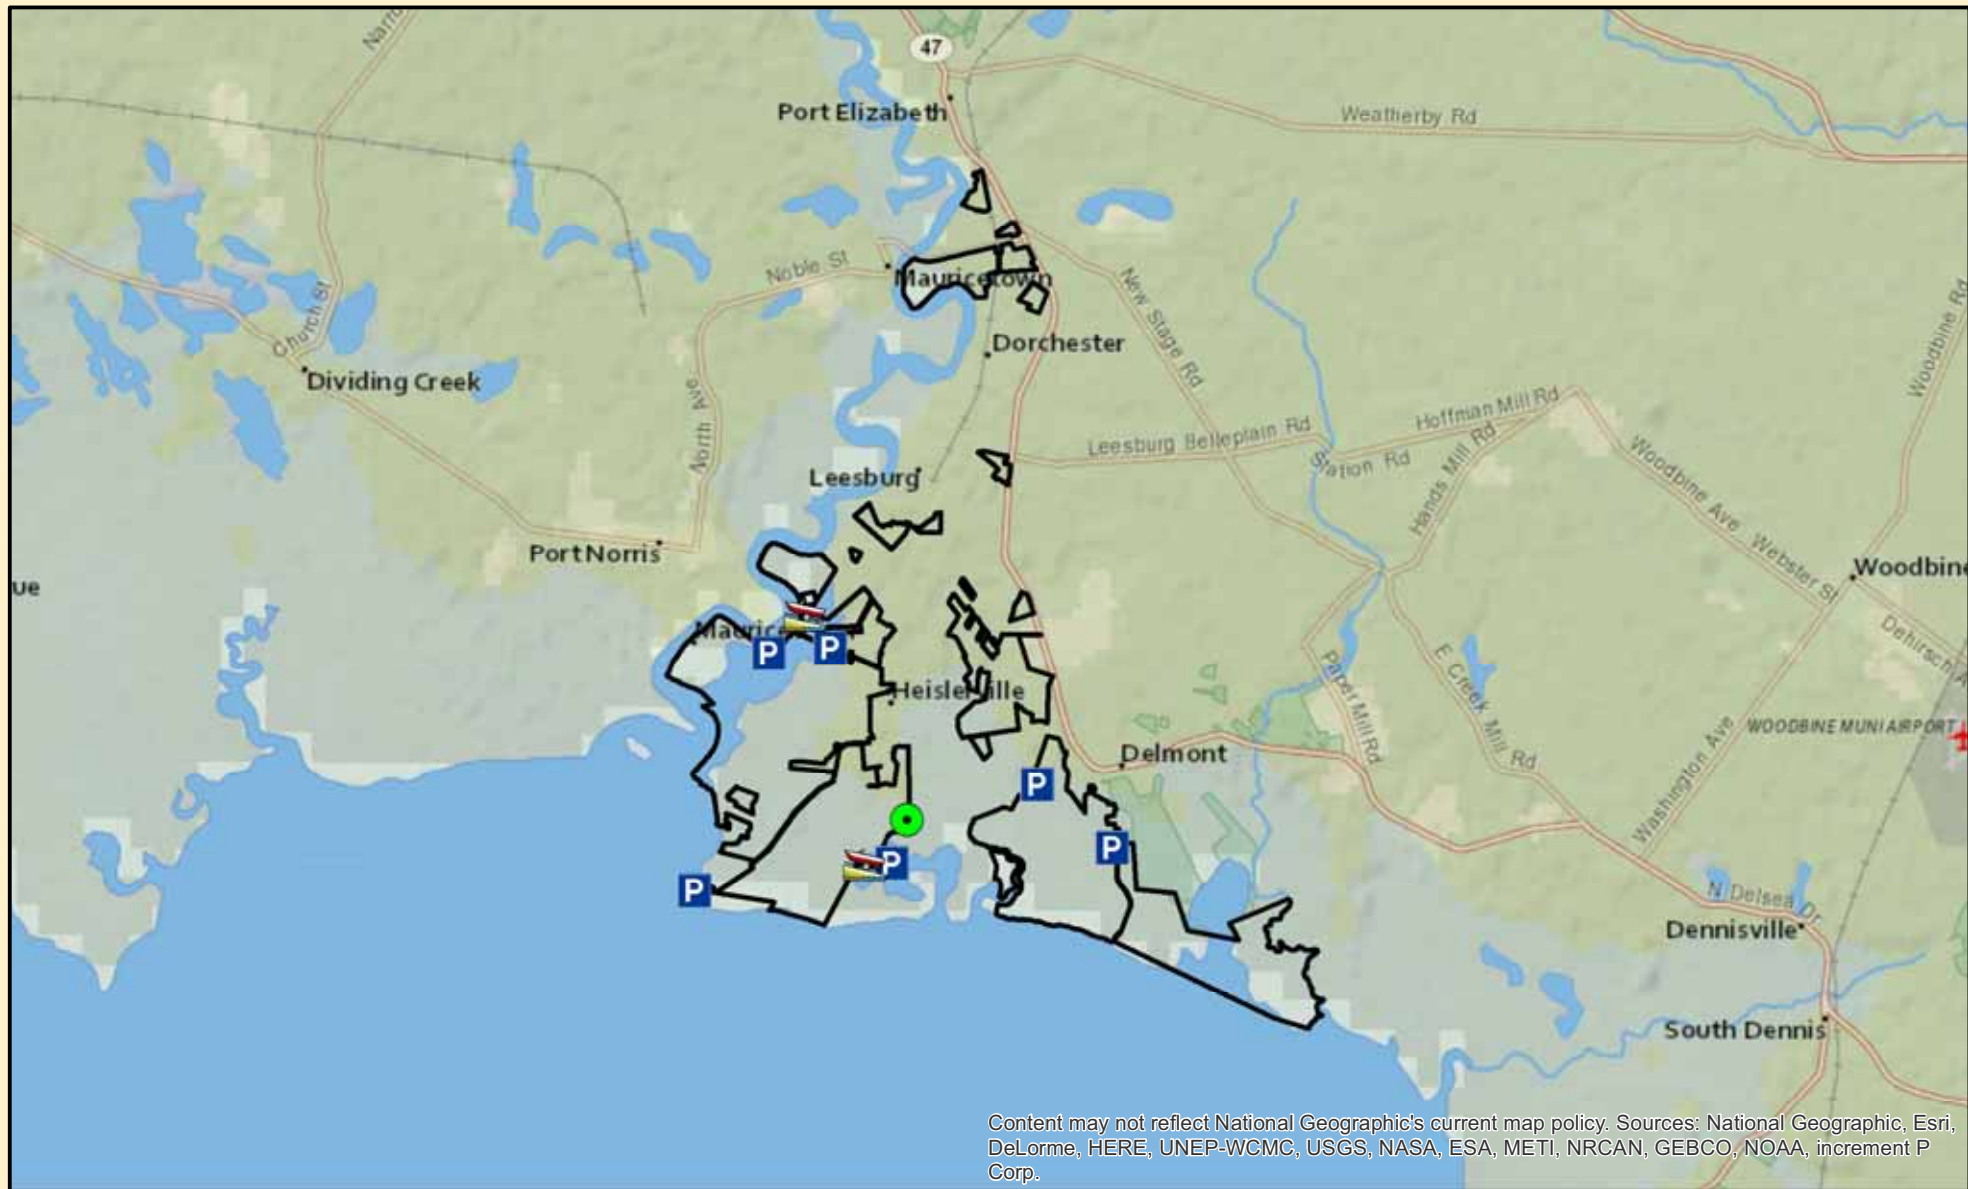 Narro
47
Port Elizabeth
Weatherby Rd
Noble St
Mauricetown
New Stage Rd
Woodbine Rd
Church St
Dorchester
Dividing Creek
North Ave
Leesburg Belleplain Rd
Hoffman Mill Rd
Station Rd
Hands Mill Rd
Woodbine Ave
Leesburg
Port Norris
Webster St
Woodbine
ue
Maurice
P
P
Dehirsch A
Heislerville
Paper Mill Rd
E Creek Mill Rd
Washington Ave
WOODBINE MUNI AIRPORT
Delmont
P
P
P
P
N Delsea Dr
Dennisville
South Dennis
Content may not reflect National Geographic's current map policy. Sources: National Geographic, Esri,
DeLorme, HERE, UNEP-WCMC, USGS, NASA, ESA, METI, NRCAN, GEBCO, NOAA, increment P
Corp.